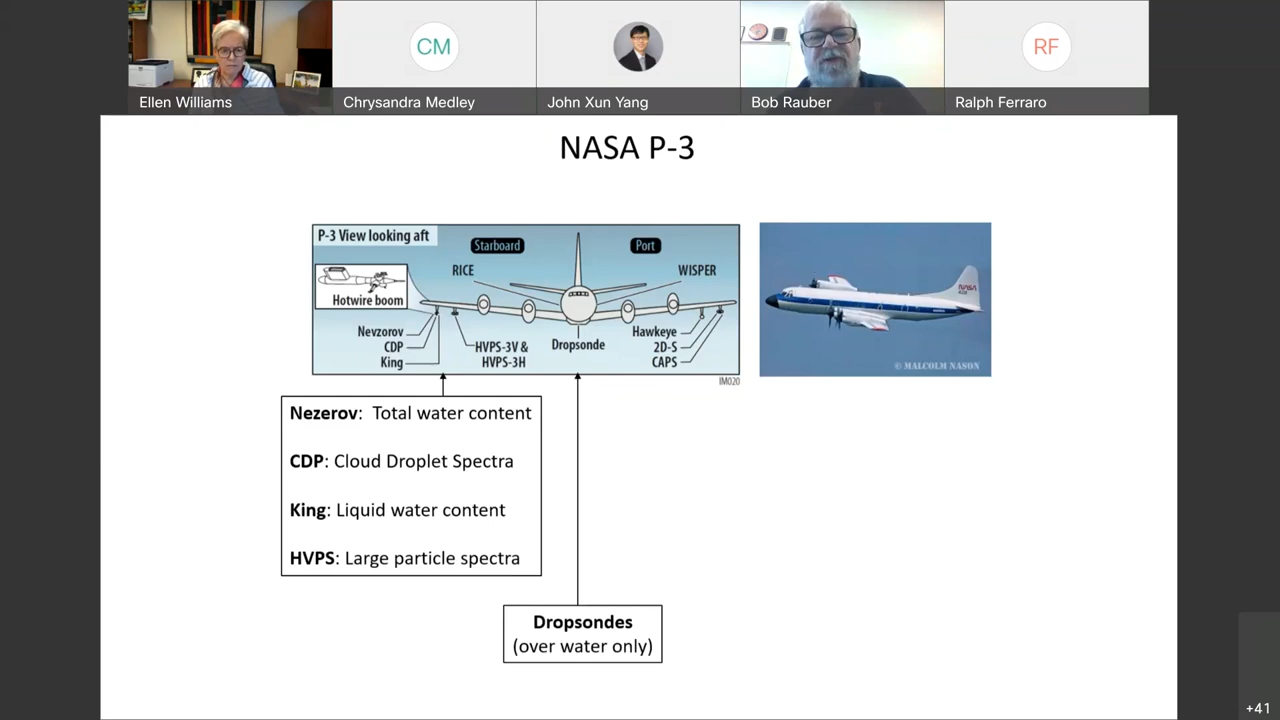 CM
RF
Ellen Williams
Chrysandra Medley
John Xun Yang
Bob Rauber
Ralph Ferraro
NASA P-3
P-3 View looking aft
Starboard
Port
RICE
WISPER
Hotwire boom
Nevzorov
CDP
King
HVPS-3V &
HVPS-3H
Dropsonde
Hawkeye
2D-S
CAPS
IM020
NASA
© MALCOLM NASON
Nezerov: Total water content
CDP: Cloud Droplet Spectra
King: Liquid water content
HVPS: Large particle spectra
Dropsondes
(over water only)
+41